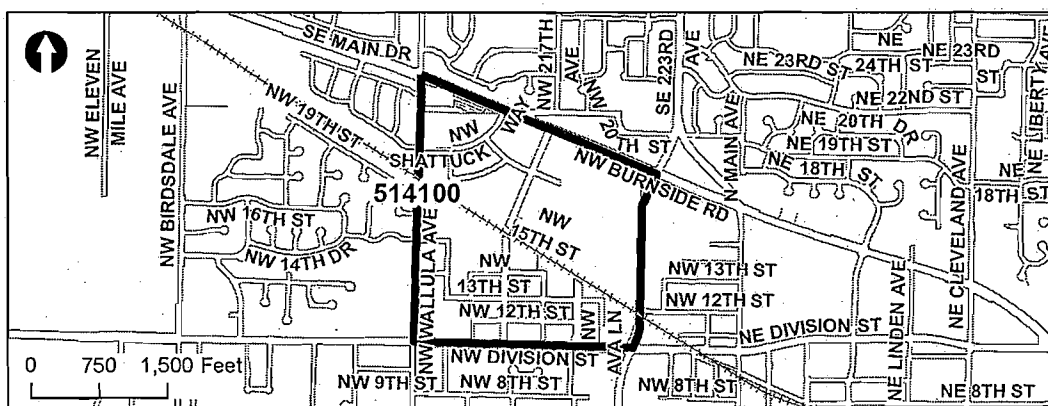 NW ELEVEN
MILE AVE
NW BIRDSDALE AVE
SE MAIN DR
NW 19TH ST
NW 217TH
AVE
NW
20TH ST
SE 223RD
AVE
N MAIN AVE
NE 23RD ST
NE
24TH ST
NE 23RD
ST
NE 22ND ST
NE 20TH
DR
NE 19TH ST
NE 18TH ST
NE LIBERTY
NE
18TH
ST
NW
SHATTUCK
WAY
NW BURNSIDE RD
514100
NW 16TH ST
NW 14TH DR
NW WALLULA AVE
NW
15TH ST
NW
13TH ST
NW 12TH ST
NW
AVA LN
NW 13TH ST
NW 12TH ST
NE DIVISION ST
NE LINDEN AVE
NE CLEVELAND AVE
0 750 1,500 Feet
NW DIVISION ST
NW 9TH ST
NW 8TH ST
NW 8TH ST
NE 8TH ST